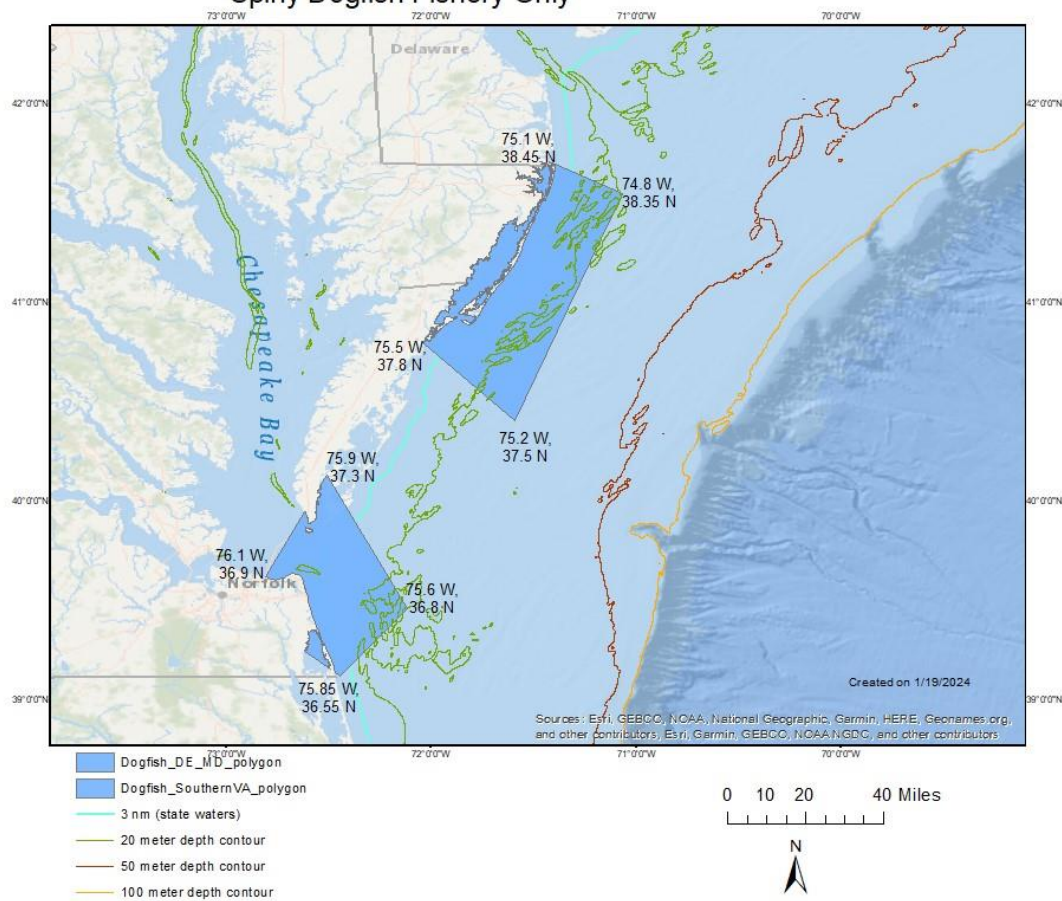 Spiny Dogfish Fishery Only
73°0'0"W 72°0'0"W 71°0'0"W 70°0'0"W
Delaware
42°0'0"N 42°0'0"N
75.1 W,
38.45 N
74.8 W,
38.35 N
Chesapeake Bay
41°0'0"N 41°0'0"N
75.5 W,
37.8 N
75.2 W,
37.5 N
75.9 W,
37.3 N
40°0'0"N 40°0'0"N
76.1 W,
36.9 N
Norfolk
75.6 W,
36.8 N
75.85 W,
36.55 N
39°0'0"N 39°0'0"N
Created on 1/19/2024
Sources: Esri, GEBCO, NOAA, National Geographic, Garmin, HERE, Geonames.org,
and other contributors, Esri, Garmin, GEBCO, NOAA NGDC, and other contributors
73°0'0"W 72°0'0"W 71°0'0"W 70°0'0"W
Dogfish_DE_MD_polygon
Dogfish_SouthernVA_polygon
3 nm (state waters)
20 meter depth contour
50 meter depth contour
100 meter depth contour
0 10 20 40 Miles
N